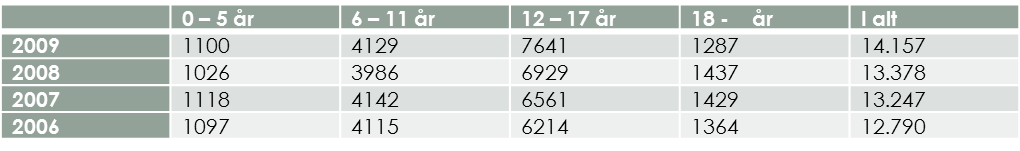 0 – 5 år 6 – 11 år 12 – 17 år 18 - år I alt
2009 1100 4129 7641 1287 14.157
2008 1026 3986 6929 1437 13.378
2007 1118 4142 6561 1429 13.247
2006 1097 4115 6214 1364 12.790